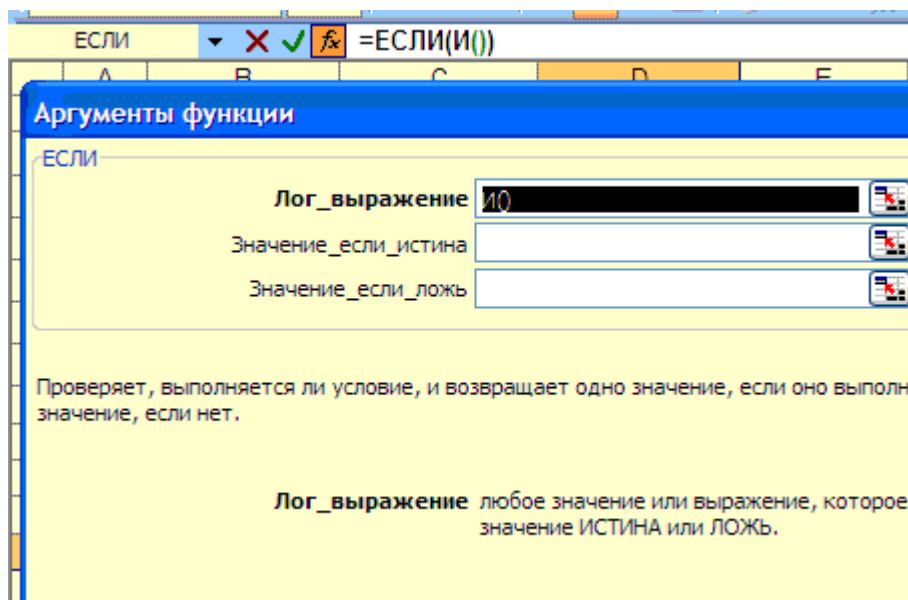 ЕСЛИ =ЕСЛИ(И())
A B C D E
Аргументы функции
ЕСЛИ
Лог_выражение И()
Значение_если_истина
Значение_если_ложь
Проверяет, выполняется ли условие, и возвращает одно значение, если оно выполн
значение, если нет.
Лог_выражение любое значение или выражение, которое
значение ИСТИНА или ЛОЖЬ.